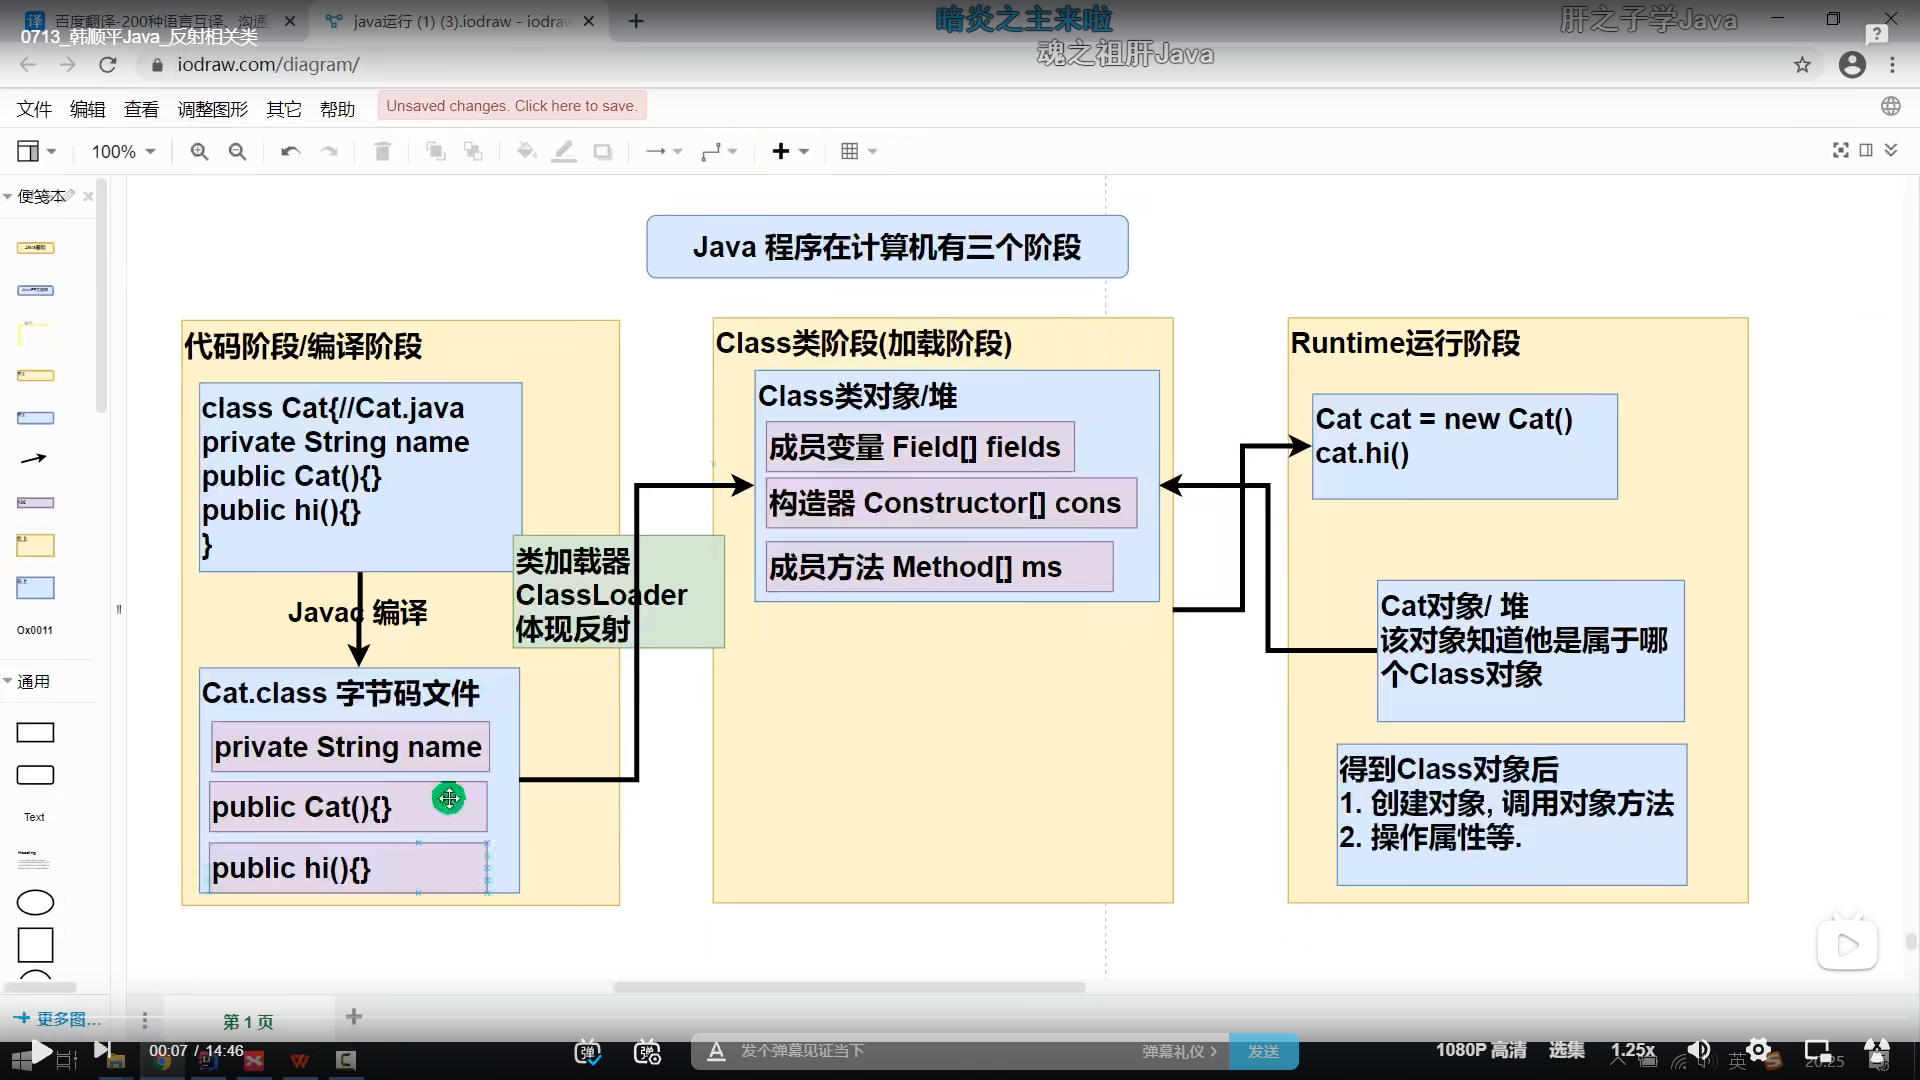 百度翻译-200种语言互译、沟通
java运行 (1) (3).iodraw - iodraw
暗炎之主来啦
肝之子学Java
0713_韩顺平Java_反射相关类
魂之祖肝Java
iodraw.com/diagram/
文件 编辑 查看 调整图形 其它 帮助
Unsaved changes. Click here to save.
100%
便笺本
Ox0011
通用
Text
Heading
更多图...
Java 程序在计算机有三个阶段
代码阶段/编译阶段
class Cat{//Cat.java
private String name
public Cat(){}
public hi(){}
}
Javac 编译
Cat.class 字节码文件
private String name
public Cat(){}
public hi(){}
类加载器
ClassLoader
体现反射
Class类阶段(加载阶段)
Class类对象/堆
成员变量 Field[] fields
构造器 Constructor[] cons
成员方法 Method[] ms
Runtime运行阶段
Cat cat = new Cat()
cat.hi()
Cat对象/ 堆
该对象知道他是属于哪
个Class对象
得到Class对象后
1. 创建对象, 调用对象方法
2. 操作属性等.
第 1 页
00:07 / 14:46
发个弹幕见证当下
弹幕礼仪
发送
1080P 高清
选集
1.25x
英
20:25